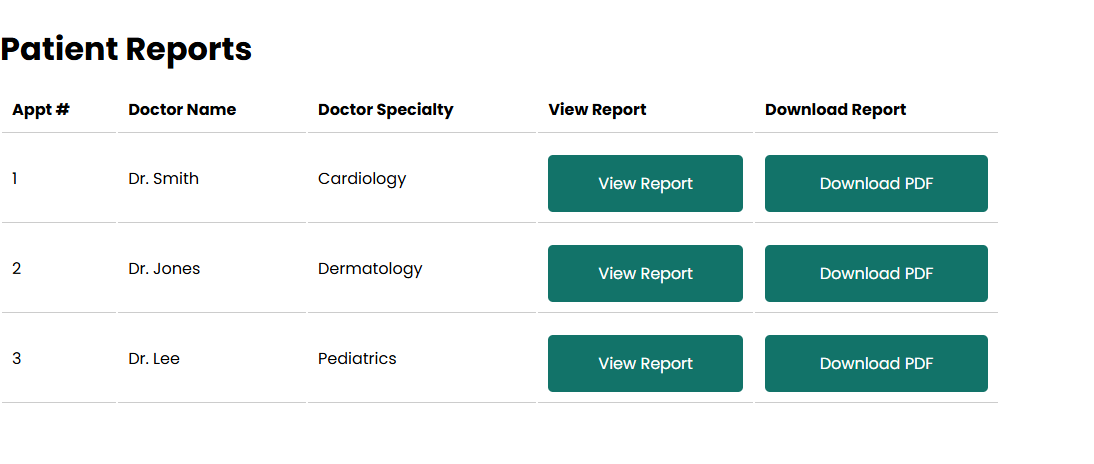 Patient Reports
Appt # Doctor Name Doctor Specialty View Report Download Report
1 Dr. Smith Cardiology View Report Download PDF
2 Dr. Jones Dermatology View Report Download PDF
3 Dr. Lee Pediatrics View Report Download PDF